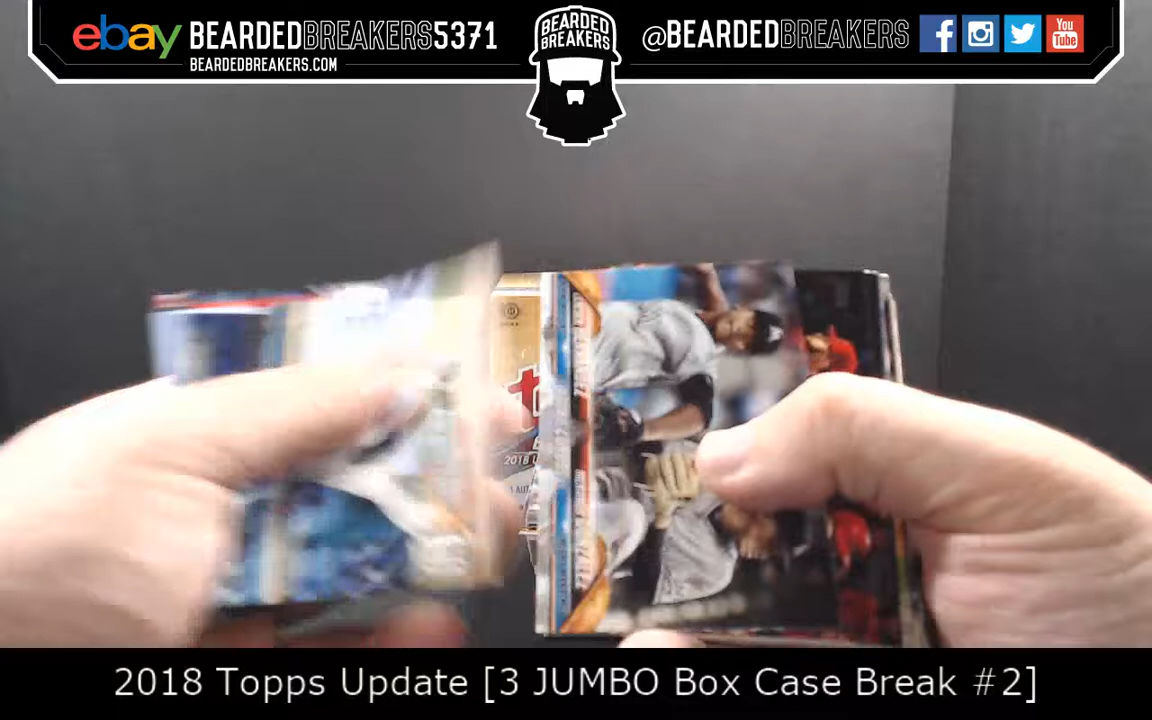 ebay BEARDEDBREAKERS5371
BEARDEDBREAKERS.COM
BEARDED
BREAKERS
@BEARDEDBREAKERS
You
Tube
2018 Topps Update [3 JUMBO Box Case Break #2]